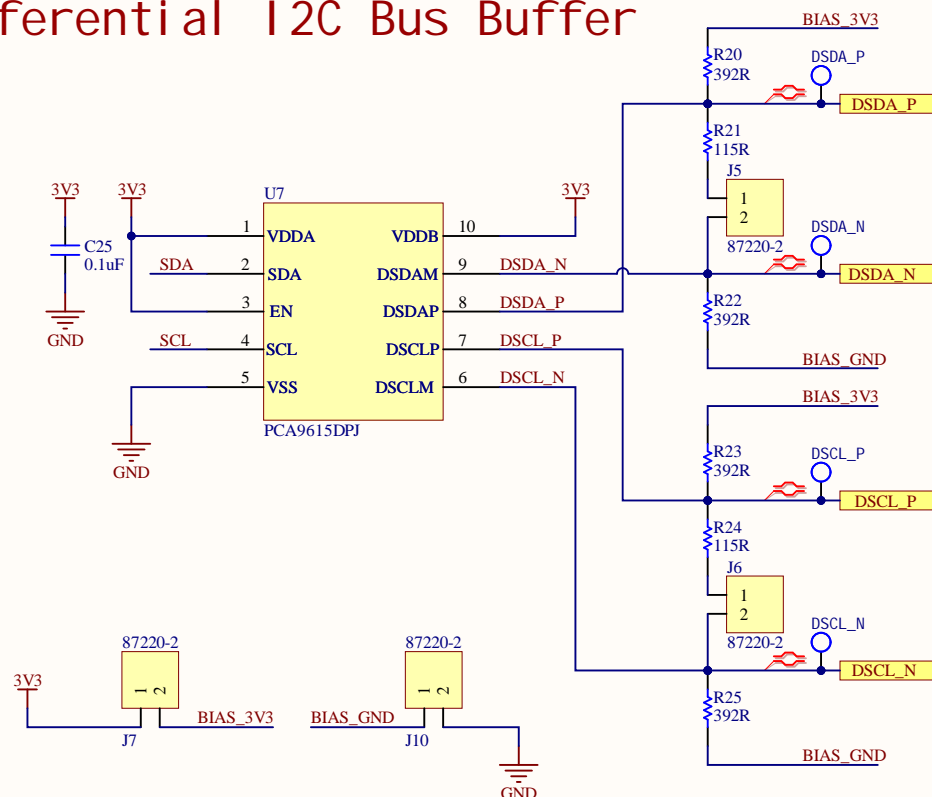 ferential I2C Bus Buffer
BIAS_3V3
R20
392R
DSDA_P
DSDA_P
R21
115R
J5
1
2
87220-2
DSDA_N
DSDA_N
R22
392R
BIAS_GND
3V3
3V3
C25
0.1uF
GND
U7
3V3
1
VDDA
VDDB
10
SDA
2
SDA
DSDAM
9
DSDA_N
3
EN
DSDAP
8
DSDA_P
SCL
4
SCL
DSCLP
7
DSCL_P
5
VSS
DSCLM
6
DSCL_N
PCA9615DPJ
GND
BIAS_3V3
R23
392R
DSCL_P
DSCL_P
R24
115R
J6
1
2
87220-2
DSCL_N
DSCL_N
R25
392R
BIAS_GND
87220-2
3V3
1
2
BIAS_3V3
J7
87220-2
BIAS_GND
1
2
J10
GND